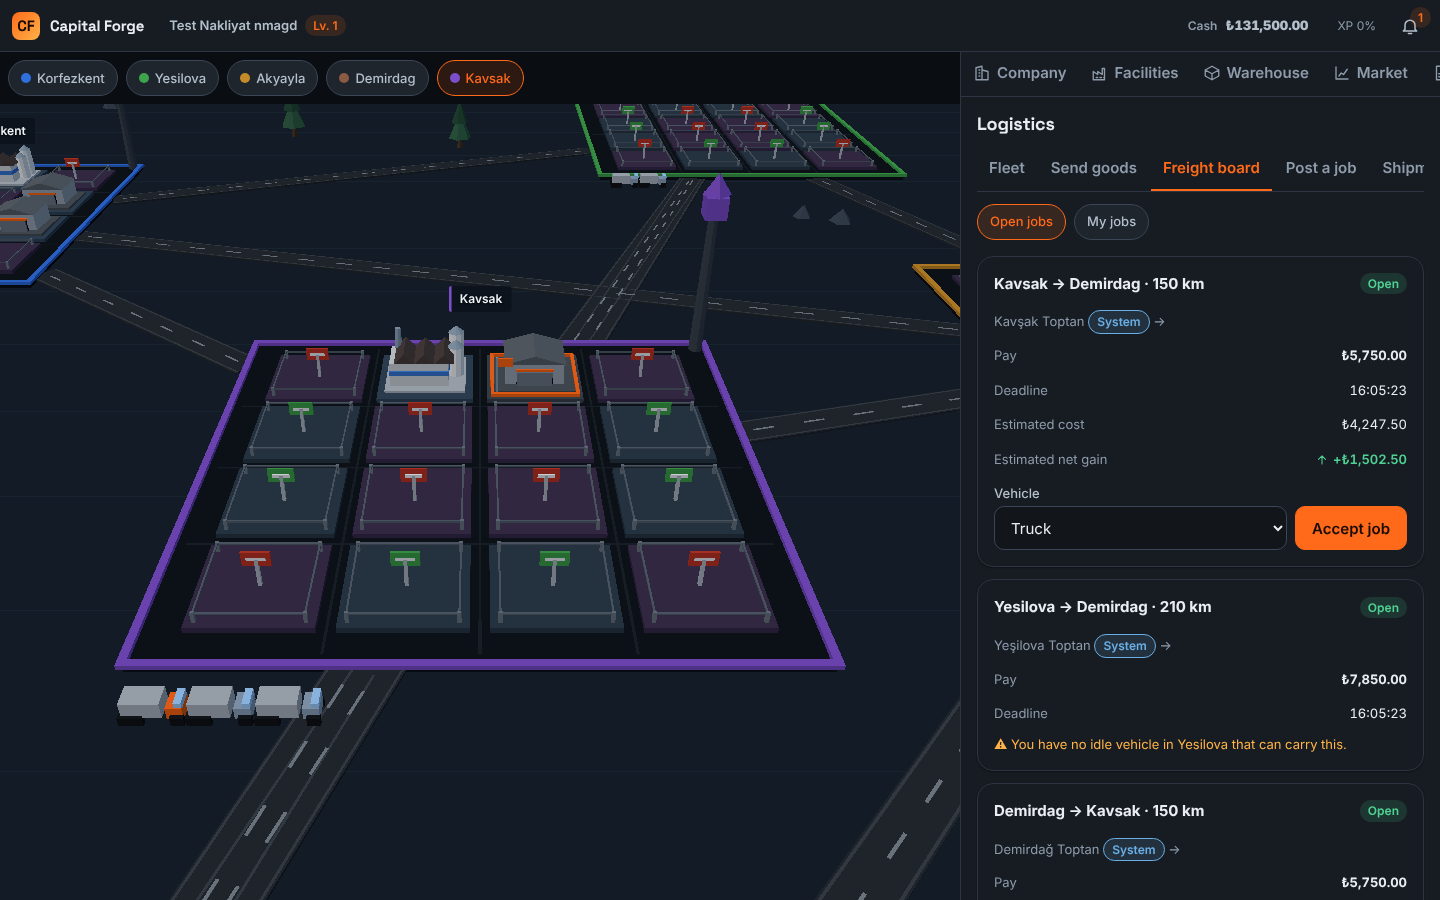 CF Capital Forge Test Nakliyat nmagd Lv. 1 Cash ₺131,500.00 XP 0% 1
Korfezkent Yesilova Akyayla Demirdag Kavsak
Company Facilities Warehouse Market
kent
Kavsak
Logistics
Fleet Send goods Freight board Post a job Shipm
Open jobs My jobs
Kavsak → Demirdag · 150 km Open
Kavşak Toptan System →
Pay ₺5,750.00
Deadline 16:05:23
Estimated cost ₺4,247.50
Estimated net gain ↑ +₺1,502.50
Vehicle
Truck Accept job
Yesilova → Demirdag · 210 km Open
Yeşilova Toptan System →
Pay ₺7,850.00
Deadline 16:05:23
⚠ You have no idle vehicle in Yesilova that can carry this.
Demirdag → Kavsak · 150 km Open
Demirdağ Toptan System →
Pay ₺5,750.00